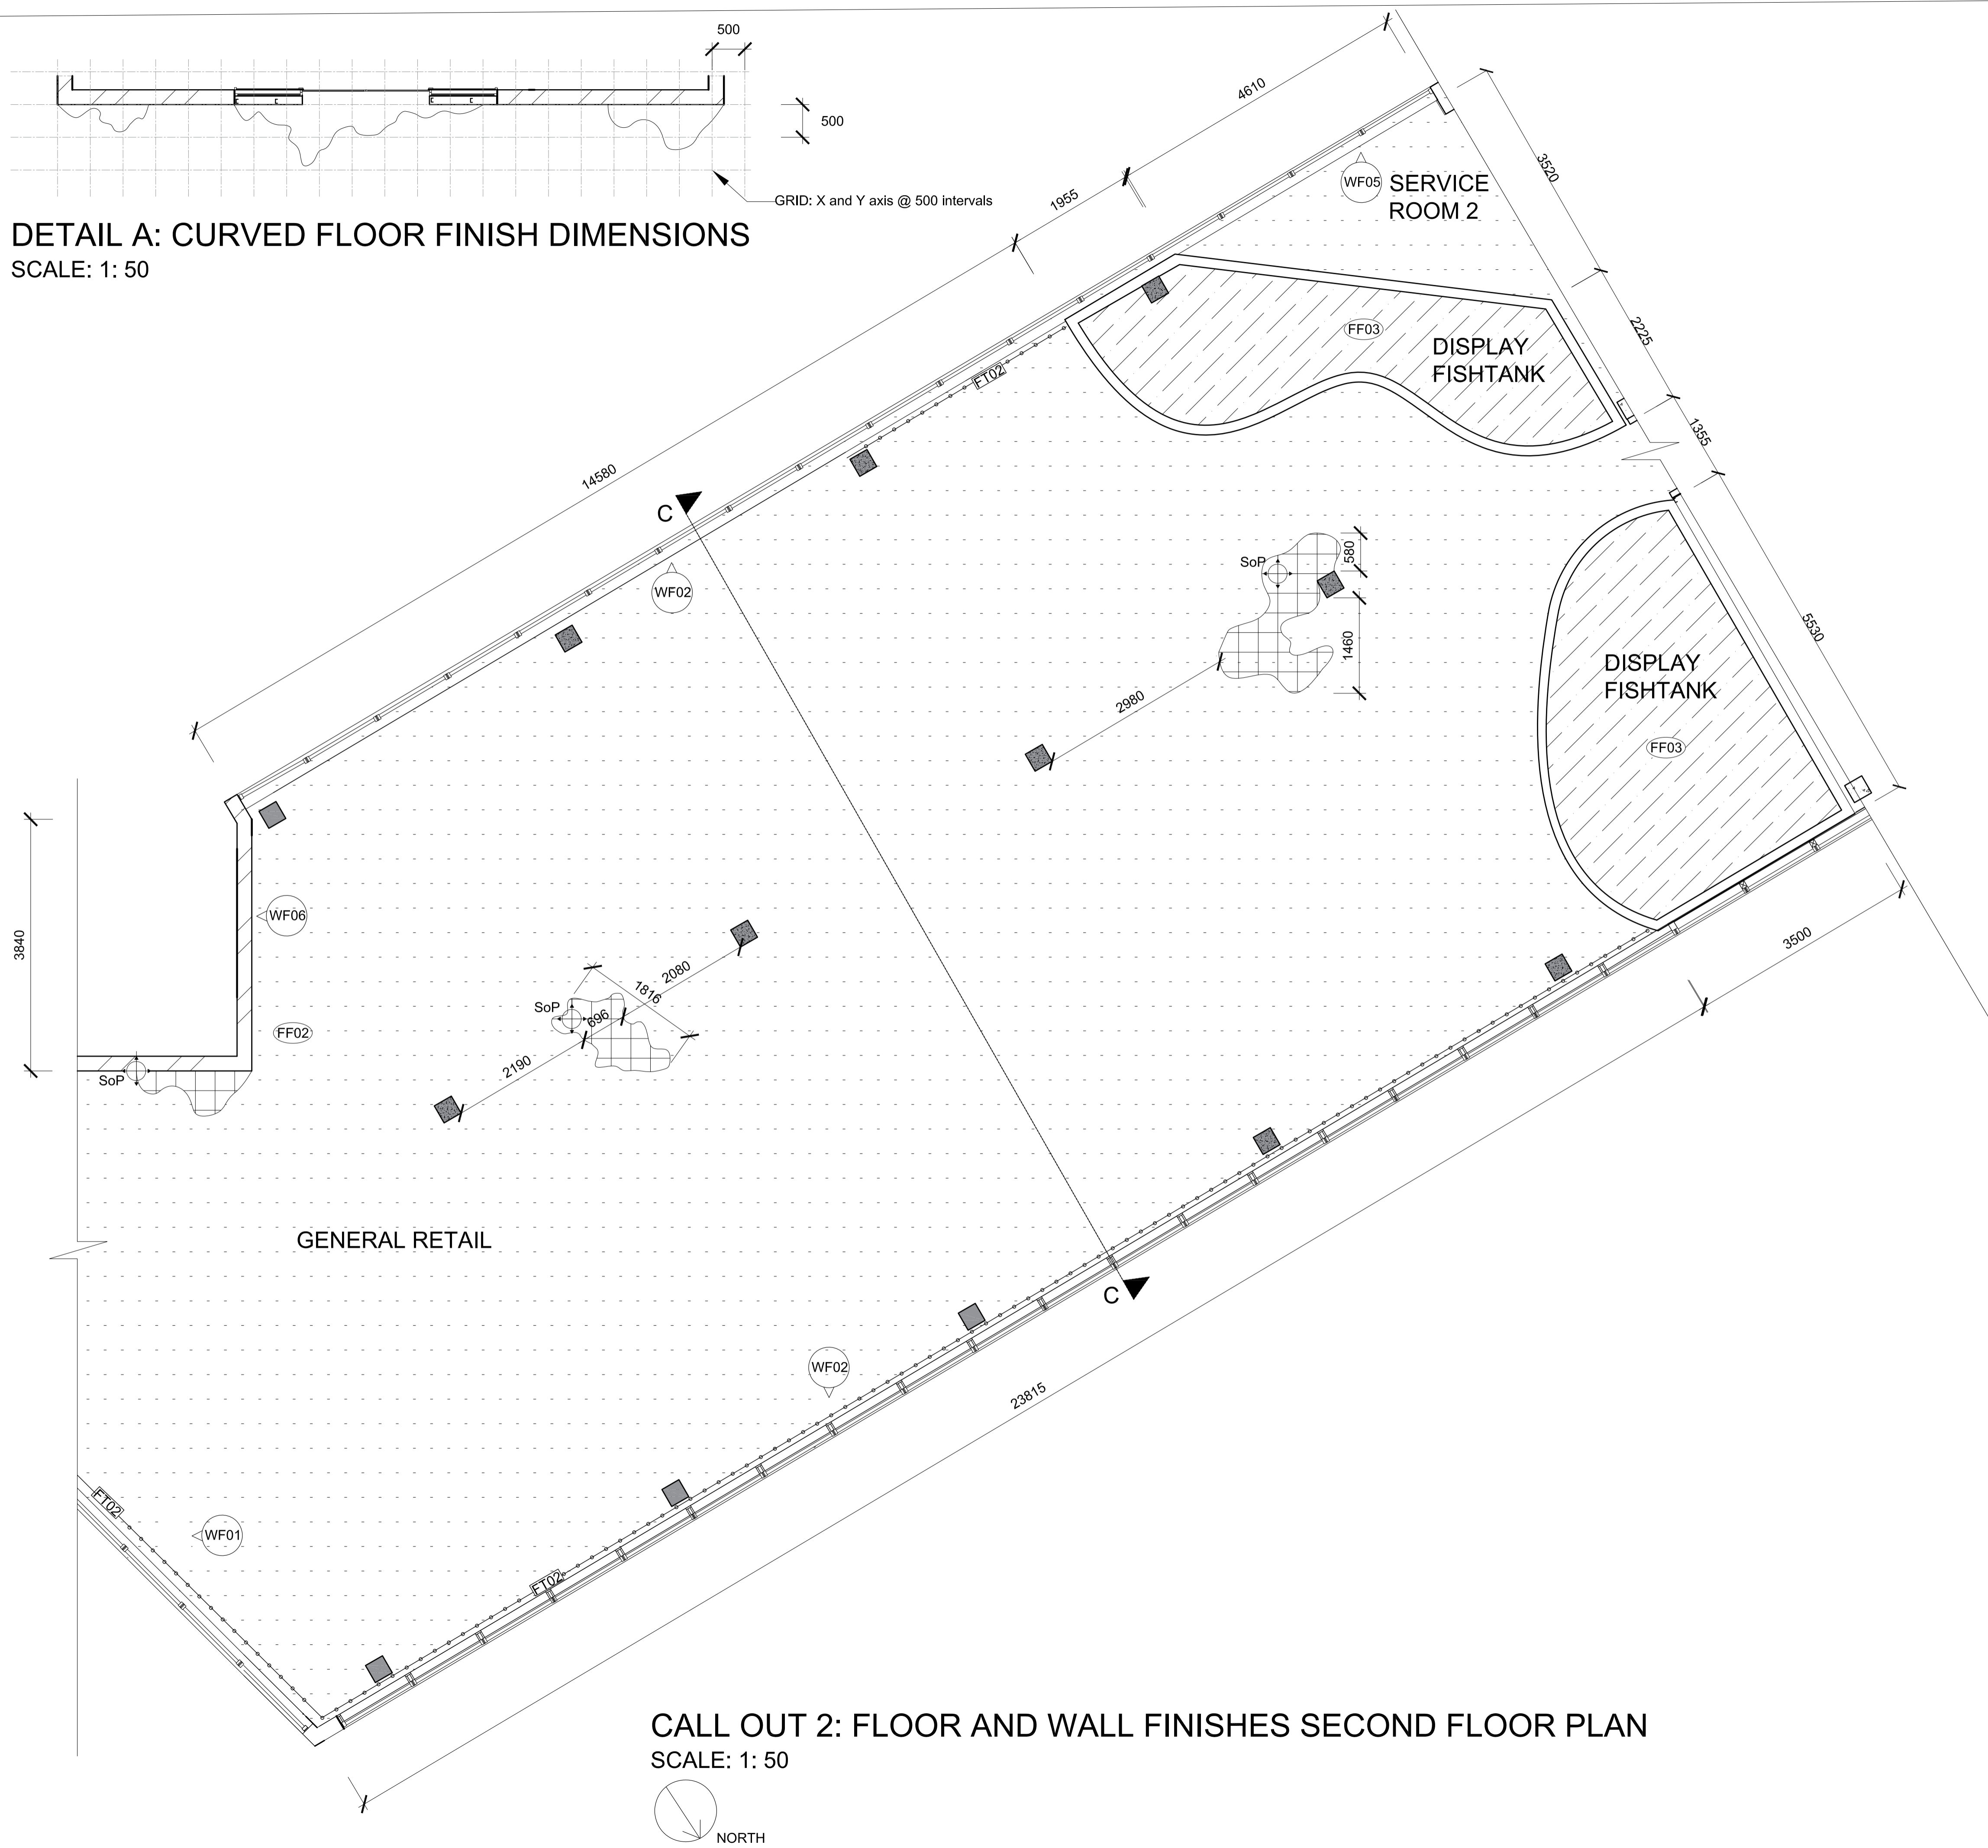 500
500
GRID: X and Y axis @ 500 intervals
DETAIL A: CURVED FLOOR FINISH DIMENSIONS
SCALE: 1: 50
4610
1955
14580
3520
2225
1355
5530
WF05
SERVICE
ROOM 2
FF03
DISPLAY
FISHTANK
FT02
C
WF02
SoP
580
1460
2980
DISPLAY
FISHTANK
FF03
3840
WF06
FF02
SoP
2080
1816
SoP
696
2190
3500
GENERAL RETAIL
C
WF02
23815
FT02
WF01
FT02
CALL OUT 2: FLOOR AND WALL FINISHES SECOND FLOOR PLAN
SCALE: 1: 50
NORTH